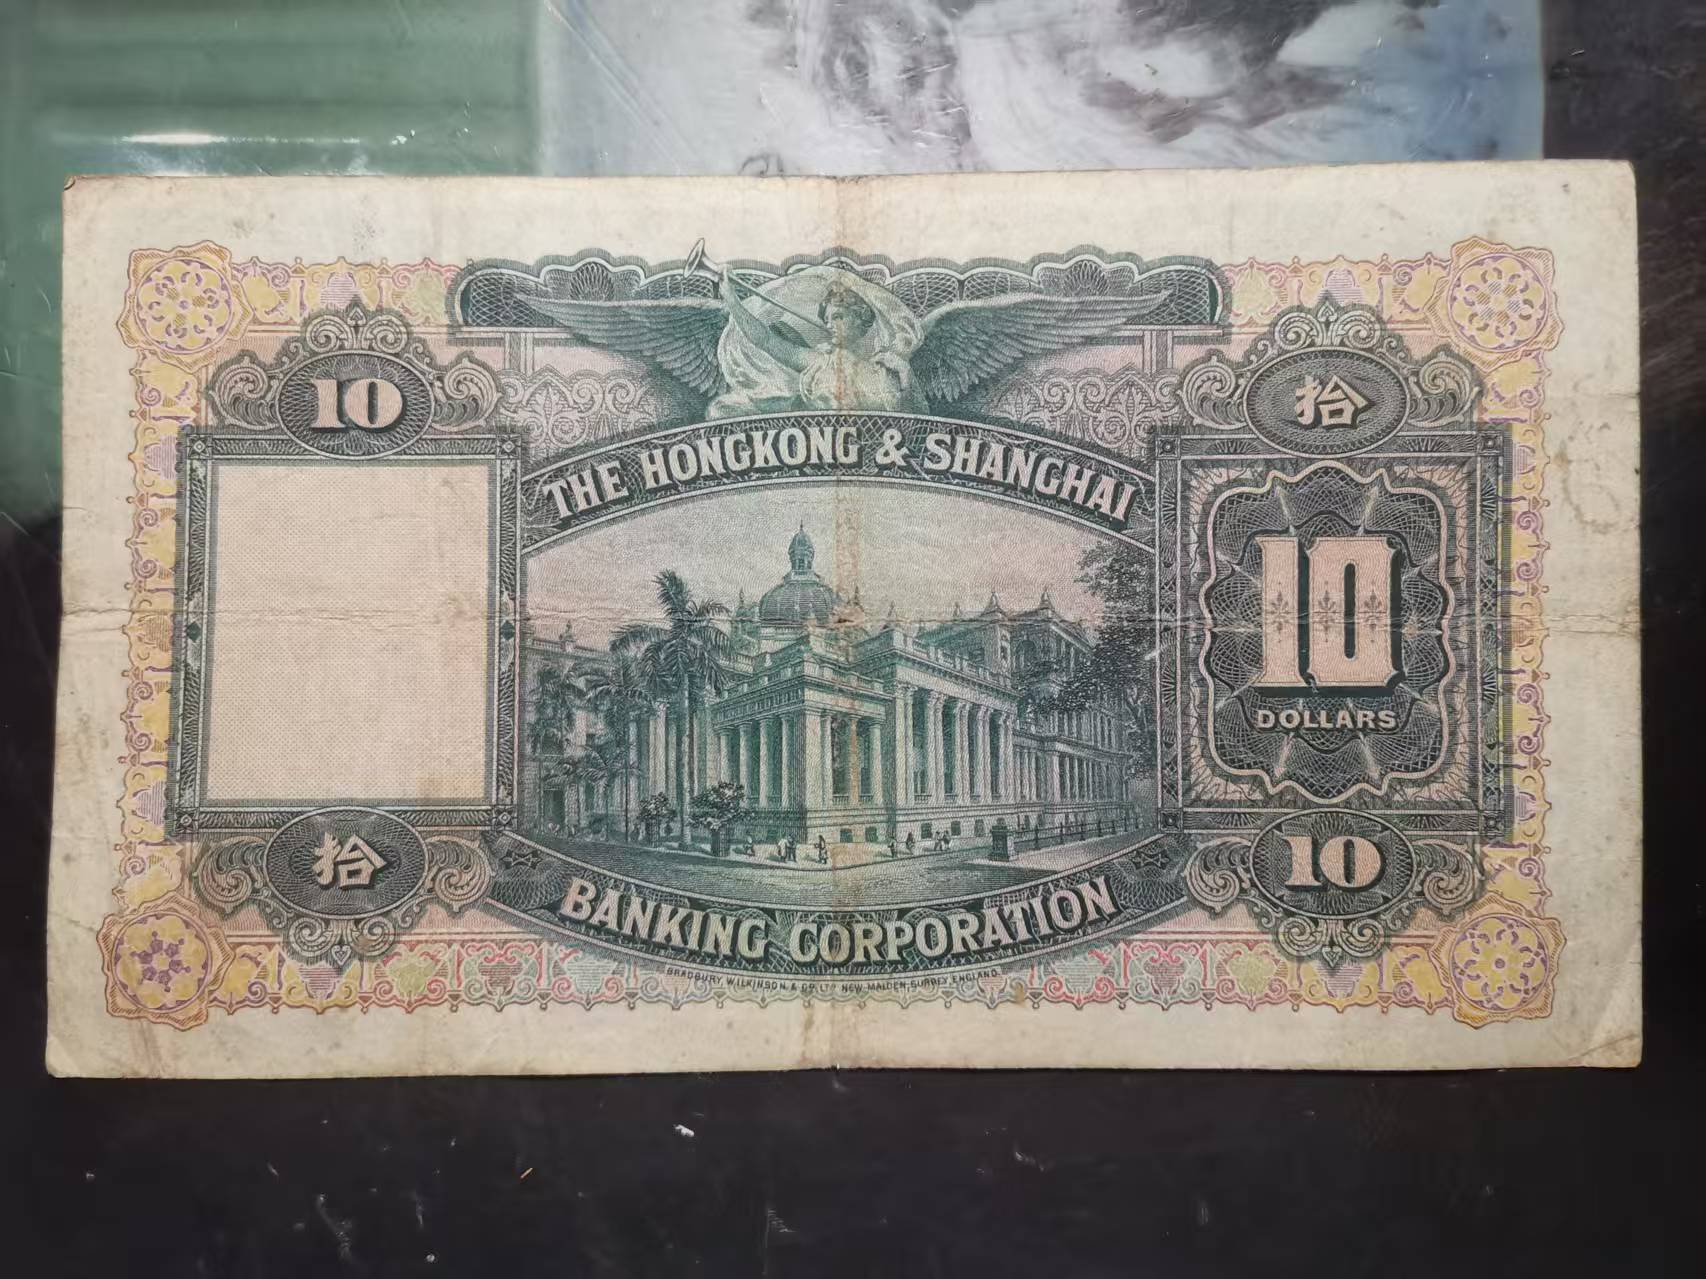 10
拾
THE HONGKONG & SHANGHAI
10
DOLLARS
拾
10
BANKING CORPORATION
BRADBURY, WILKINSON & CO. LTD NEW MALDEN, SURREY, ENGLAND.